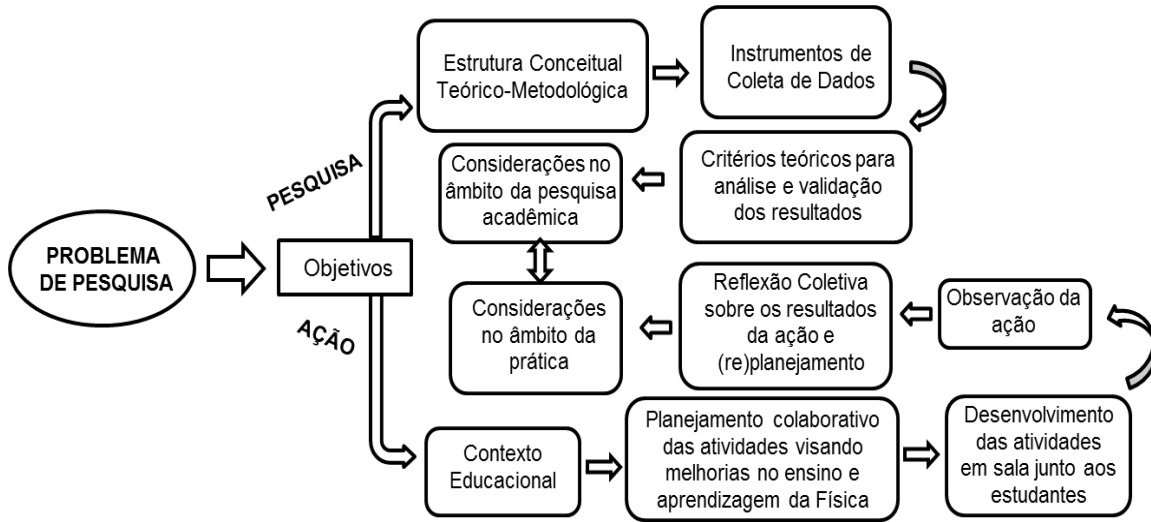 Estrutura Conceitual
Teórico-Metodológica
Instrumentos de
Coleta de Dados
Critérios teóricos para
análise e validação
dos resultados
Considerações no
âmbito da pesquisa
acadêmica
PESQUISA
PROBLEMA
DE PESQUISA
Objetivos
AÇÃO
Considerações
no âmbito da
prática
Reflexão Coletiva
sobre os resultados
da ação e
(re)planejamento
Observação da
ação
Contexto
Educacional
Planejamento colaborativo
das atividades visando
melhorias no ensino e
aprendizagem da Física
Desenvolvimento
das atividades
em sala junto aos
estudantes